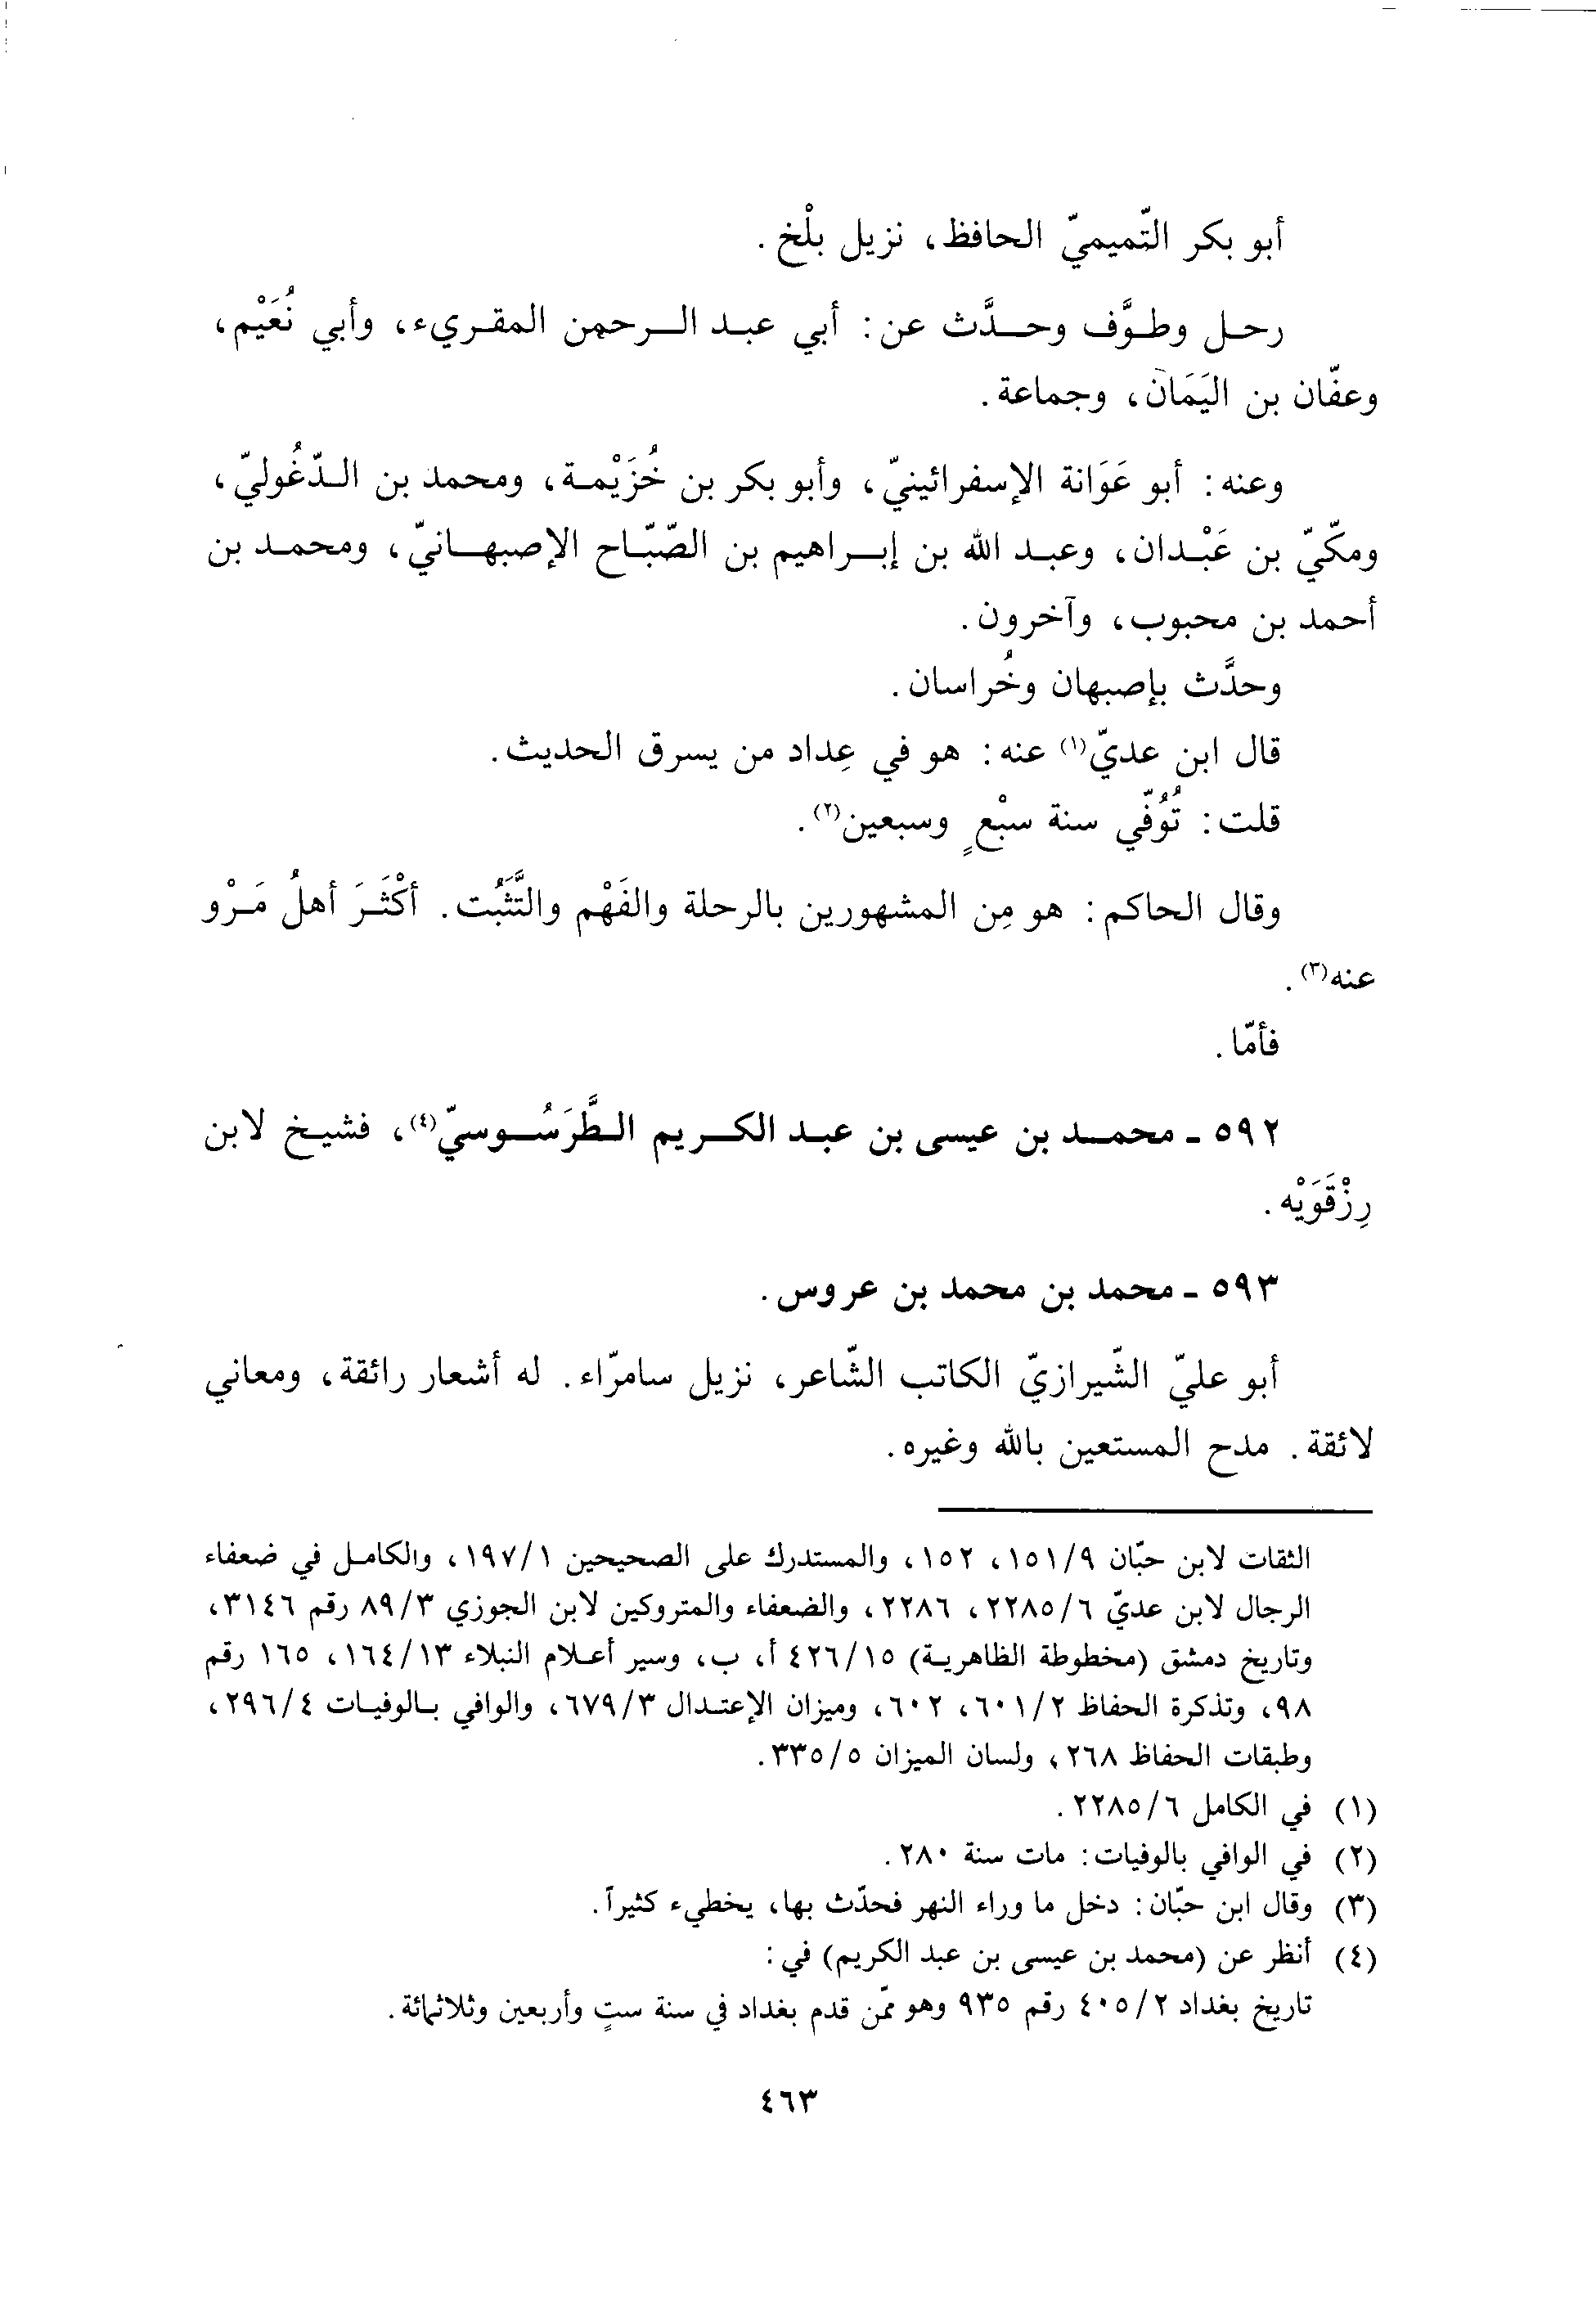 أبو بكر التّميميّ الحافظ، نزيل بلْخ.
رحل وطوَّف وحدَّث عن: أبي عبد الرحمن المقريء، وأبي نُعَيْم،
وعفّان بن اليَمَان، وجماعة.
وعنه: أبو عَوَانة الإسفرائينيّ، وأبو بكر بن خُزَيْمة، ومحمد بن الدّغُوليّ،
ومكّيّ بن عَبْدان، وعبد الله بن إبراهيم بن الصّبّاح الإصبهانيّ، ومحمد بن
أحمد بن محبوب، وآخرون.
وحدَّث بإصبهان وخُراسان.
قال ابن عديّ(١) عنه: هو في عِداد من يسرق الحديث.
قلت: تُوُفّي سنة سبْعٍ وسبعين(٢).
وقال الحاكم: هو مِن المشهورين بالرحلة والفَهْم والتَّثَبُت. أكْثَرَ أهلُ مَرْو
عنه(٣).
فأمّا.
٥٩٢ - محمد بن عيسى بن عبد الكريم الطَّرَسُوسيّ(٤)، فشيخ لابن
رِزْقَوَيْه.
٥٩٣ - محمد بن محمد بن عروس.
أبو عليّ الشّيرازيّ الكاتب الشّاعر، نزيل سامرّاء. له أشعار رائقة، ومعاني
لائقة. مدح المستعين بالله وغيره.
الثقات لابن حبّان ١٥١/٩، ١٥٢، والمستدرك على الصحيحين ١٩٧/١، والكامل في ضعفاء
الرجال لابن عديّ ٢٢٨٥/٦، ٢٢٨٦، والضعفاء والمتروكين لابن الجوزي ٨٩/٣ رقم ٣١٤٦،
وتاريخ دمشق (مخطوطة الظاهرية) ٤٢٦/١٥ أ، ب، وسير أعلام النبلاء ١٦٤/١٣، ١٦٥ رقم
٩٨، وتذكرة الحفاظ ٦٠١/٢، ٦٠٢، وميزان الإعتدال ٦٧٩/٣، والوافي بالوفيات ٢٩٦/٤،
وطبقات الحفاظ ٢٦٨، ولسان الميزان ٣٣٥/٥.
(١) في الكامل ٢٢٨٥/٦.
(٢) في الوافي بالوفيات: مات سنة ٢٨٠.
(٣) وقال ابن حبّان: دخل ما وراء النهر فحدّث بها، يخطيء كثيراً.
(٤) أنظر عن (محمد بن عيسى بن عبد الكريم) في:
تاريخ بغداد ٤٠٥/٢ رقم ٩٣٥ وهو ممّن قدم بغداد في سنة ستٍ وأربعين وثلاثمائة.
٤٦٣